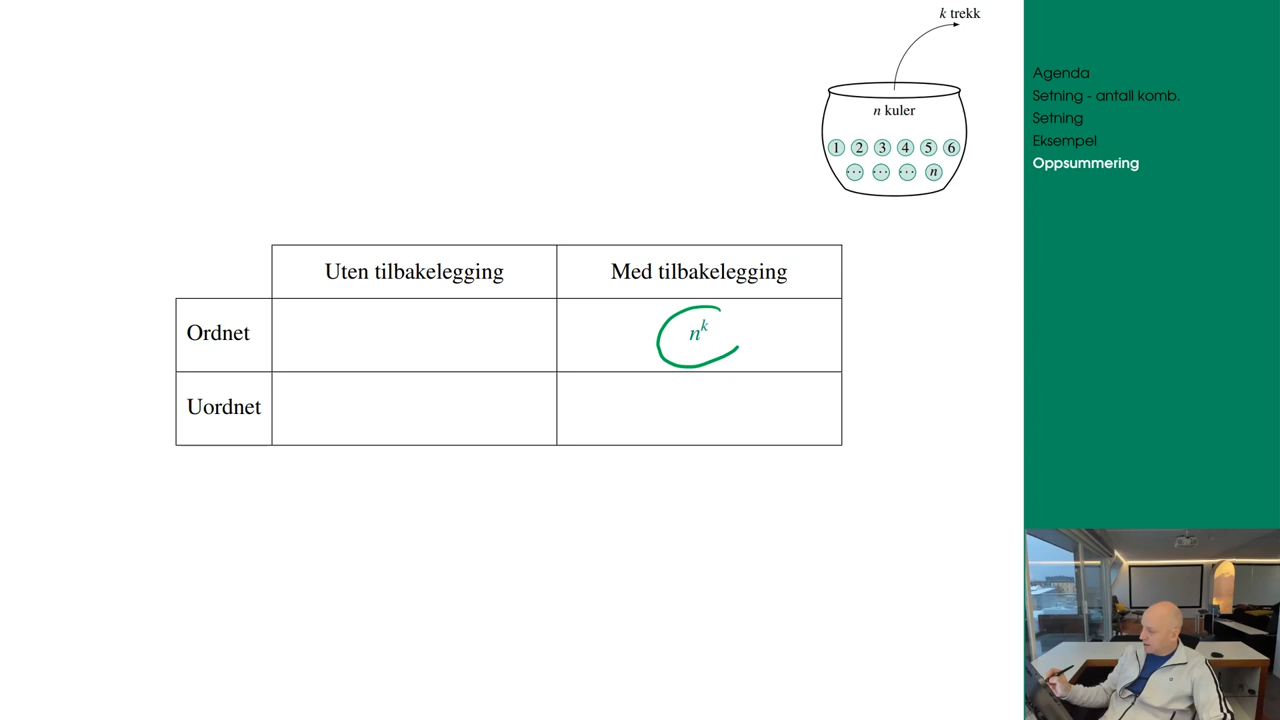 k trekk
n kuler
1 2 3 4 5 6
... ... ... n
Uten tilbakelegging Med tilbakelegging
Ordnet n^k
Uordnet
Agenda
Setning - antall komb.
Setning
Eksempel
Oppsummering